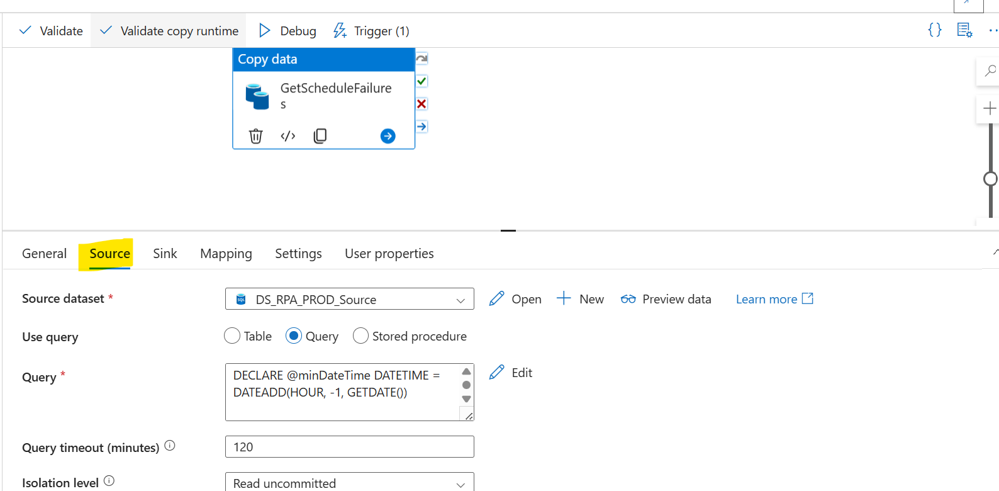 Validate Validate copy runtime Debug Trigger (1)
Copy data
GetScheduleFailure
s
General Source Sink Mapping Settings User properties
Source dataset * SQL DS_RPA_PROD_Source Open New Preview data Learn more
Use query Table Query Stored procedure
Query * DECLARE @minDateTime DATETIME = Edit
DATEADD(HOUR, -1, GETDATE())
Query timeout (minutes) 120
Isolation level Read uncommitted